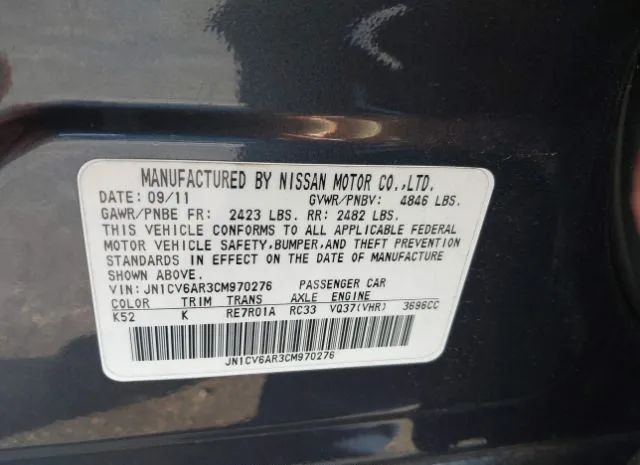 MANUFACTURED BY NISSAN MOTOR CO.,LTD.
DATE: 09/11 GVWR/PNBV: 4846 LBS.
GAWR/PNBE FR: 2423 LBS. RR: 2482 LBS.
THIS VEHICLE CONFORMS TO ALL APPLICABLE FEDERAL
MOTOR VEHICLE SAFETY,BUMPER,AND THEFT PREVENTION
STANDARDS IN EFFECT ON THE DATE OF MANUFACTURE
SHOWN ABOVE.
VIN: JN1CV6AR3CM970276 PASSENGER CAR
COLOR TRIM TRANS AXLE ENGINE
K52 K RE7R01A RC33 VQ37(VHR) 3696CC
JN1CV6AR3CM970276